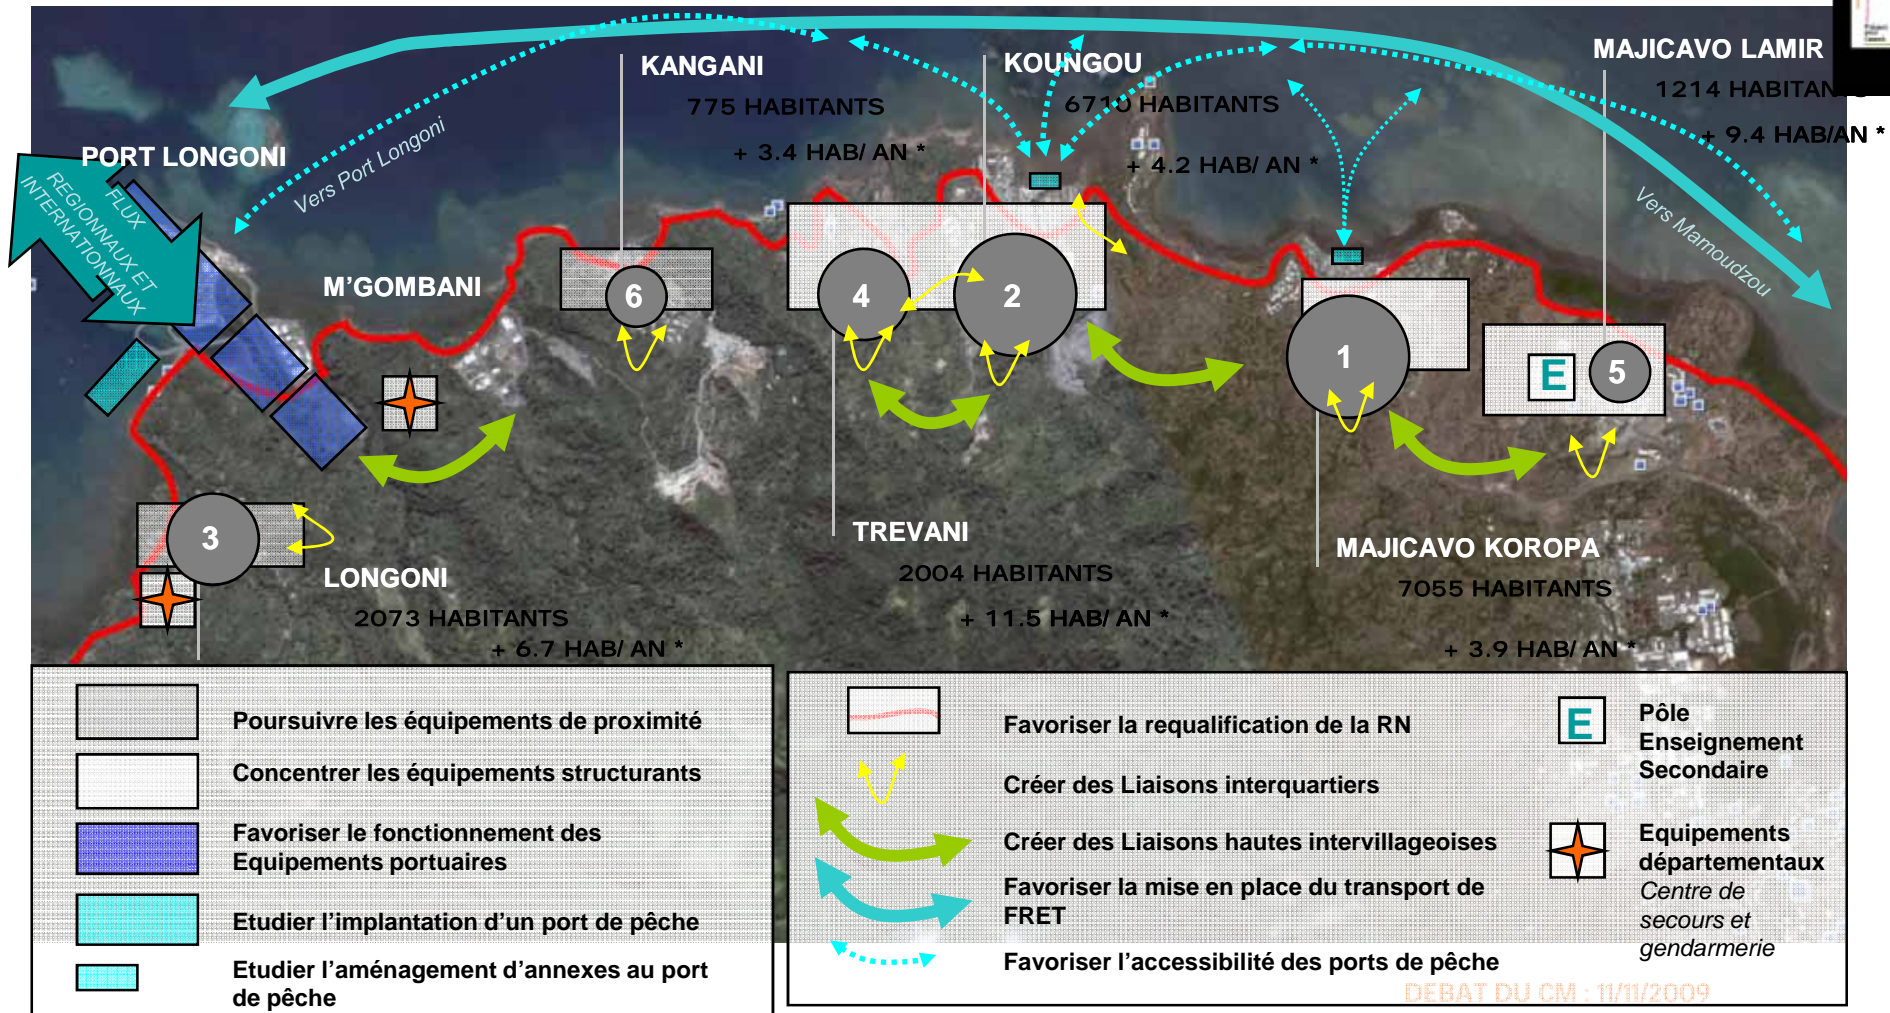 KANGANI
775 HABITANTS
+ 3.4 HAB/ AN *
KOUNGOU
6710 HABITANTS
+ 4.2 HAB/ AN *
MAJICAVO LAMIR
1214 HABITANTS
+ 9.4 HAB/AN *
PORT LONGONI
FLUX
REGIONNAUX ET
INTERNATIONNAUX
Vers Port Longoni
Vers Mamoudzou
M'GOMBANI
6
4
2
1
E
5
3
LONGONI
2073 HABITANTS
+ 6.7 HAB/ AN *
TREVANI
2004 HABITANTS
+ 11.5 HAB/ AN *
MAJICAVO KOROPA
7055 HABITANTS
+ 3.9 HAB/ AN *
Poursuivre les équipements de proximité
Concentrer les équipements structurants
Favoriser le fonctionnement des
Equipements portuaires
Etudier l'implantation d'un port de pêche
Etudier l'aménagement d'annexes au port
de pêche
Favoriser la requalification de la RN
Créer des Liaisons interquartiers
Créer des Liaisons hautes intervillageoises
Favoriser la mise en place du transport de
FRET
Favoriser l'accessibilité des ports de pêche
E
Pôle
Enseignement
Secondaire
Equipements
départementaux
Centre de
secours et
gendarmerie
DEBAT DU CM : 11/11/2009